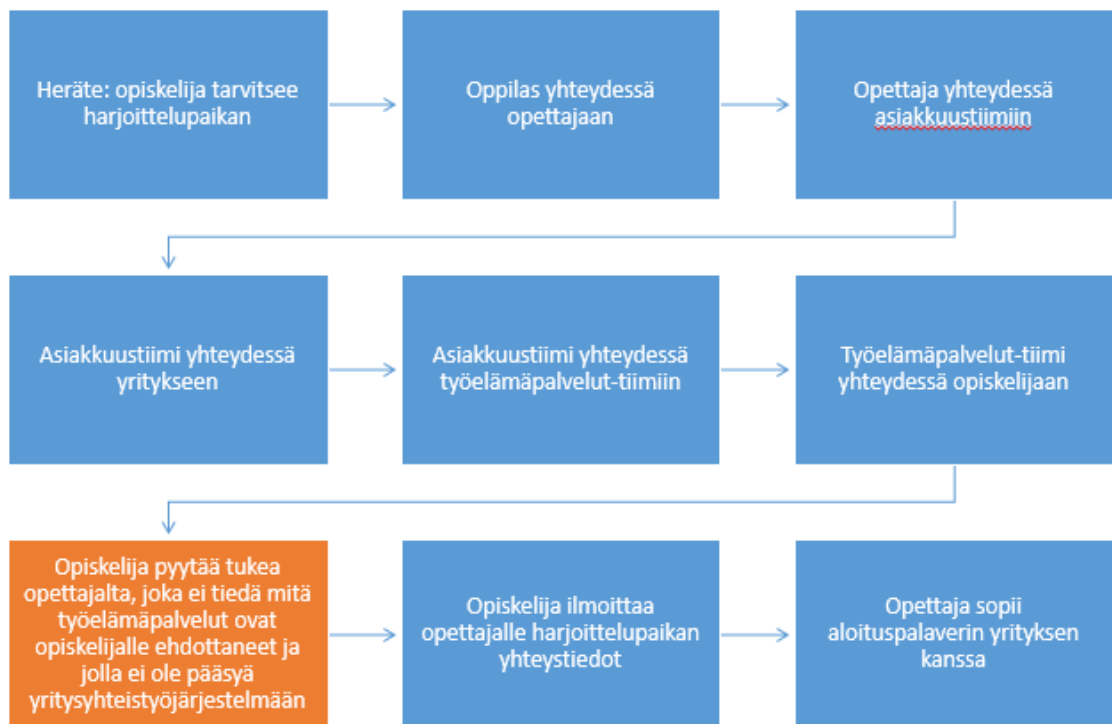 Heräte: opiskelija tarvitsee
harjoittelupaikan
Oppilas yhteydessä
opettajaan
Opettaja yhteydessä
asiakkuustiimiin
Asiakkuustiimi yhteydessä
yritykseen
Asiakkuustiimi yhteydessä
työelämäpalvelut-tiimiin
Työelämäpalvelut-tiimi
yhteydessä opiskelijaan
Opiskelija pyytää tukea
opettajalta, joka ei tiedä mitä
työelämäpalvelut ovat
opiskelijalle ehdottaneet ja
jolla ei ole pääsyä
yritysyhteistyöjärjestelmään
Opiskelija ilmoittaa
opettajalle harjoittelupaikan
yhteystiedot
Opettaja sopii
aloituspalaverin yrityksen
kanssa